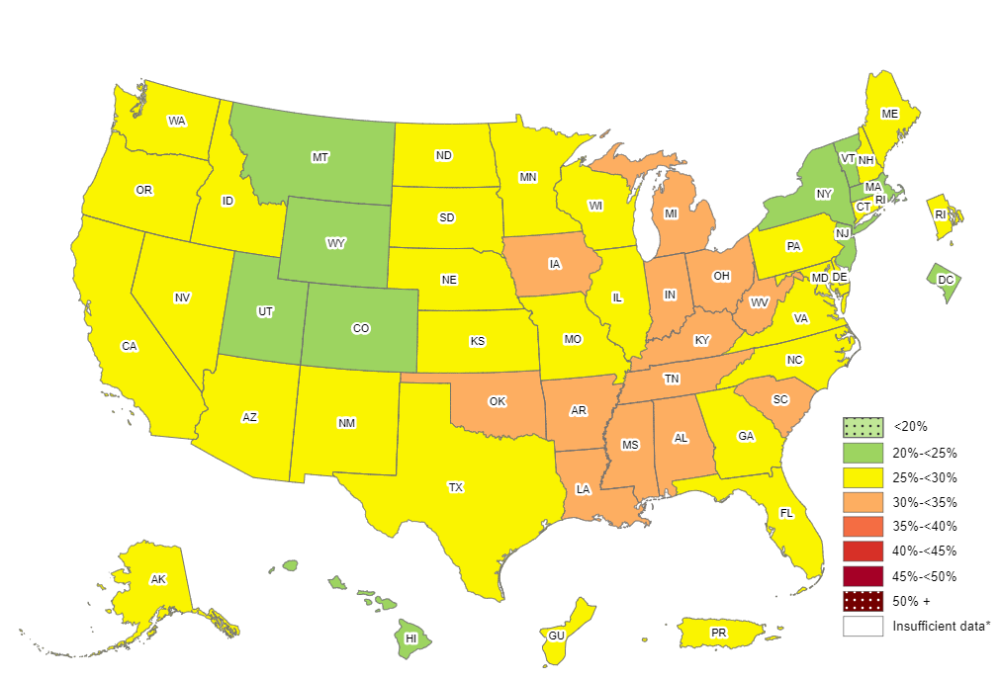 ME
WA
VT
NH
MT
ND
MN
OR
MA
NY
RI
ID
WI
CT
MI
RI
SD
NJ
WY
PA
IA
OH
MD
DE
NE
IN
DC
NV
IL
WV
UT
CO
VA
KS
MO
KY
CA
NC
TN
OK
SC
AR
AZ
NM
<20%
GA
MS
AL
20%-<25%
25%-<30%
TX
LA
30%-<35%
FL
35%-<40%
40%-<45%
AK
45%-<50%
50% +
Insufficient data*
PR
GU
HI